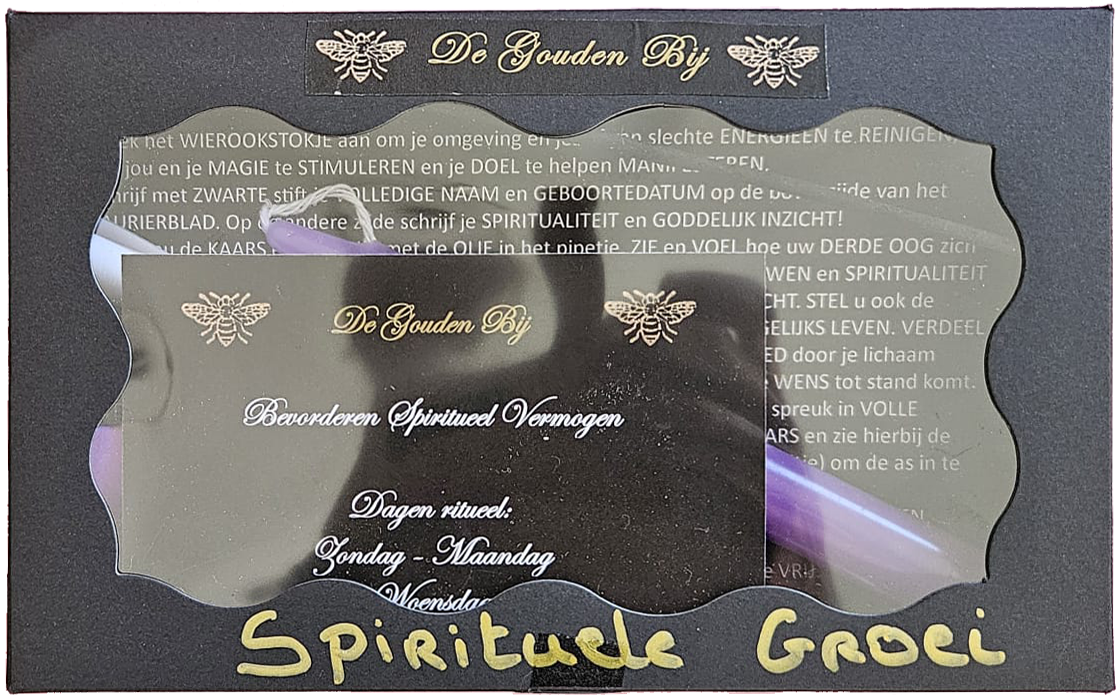 De Gouden Bij
het WIEROOKSTOKJE aan om je omgeving en slechte ENERGIEEN te REINIGEN
jou en je MAGIE te STIMULEREN en je DOEL te helpen
met ZWARTE stift je VOLLEDIGE NAAM en GEBOORTEDATUM op de van het
Op de andere zijde schrijf je SPIRITUALITEIT en GODDELIJK INZICHT!
de KAARS met de OLIE in het pipetje. ZIE en VOEL hoe uw DERDE OOG zich
en SPIRITUALITEIT
STEL u ook de
LEVEN. VERDEEL
door je lichaam
WENS tot stand komt.
spreuk in VOLLE
en zie hierbij de
om de as in te
De Gouden Bij
Bevorderen Spiritueel Vermogen
Dagen ritueel:
Zondag - Maandag
Woensdag
Spirituele Groei